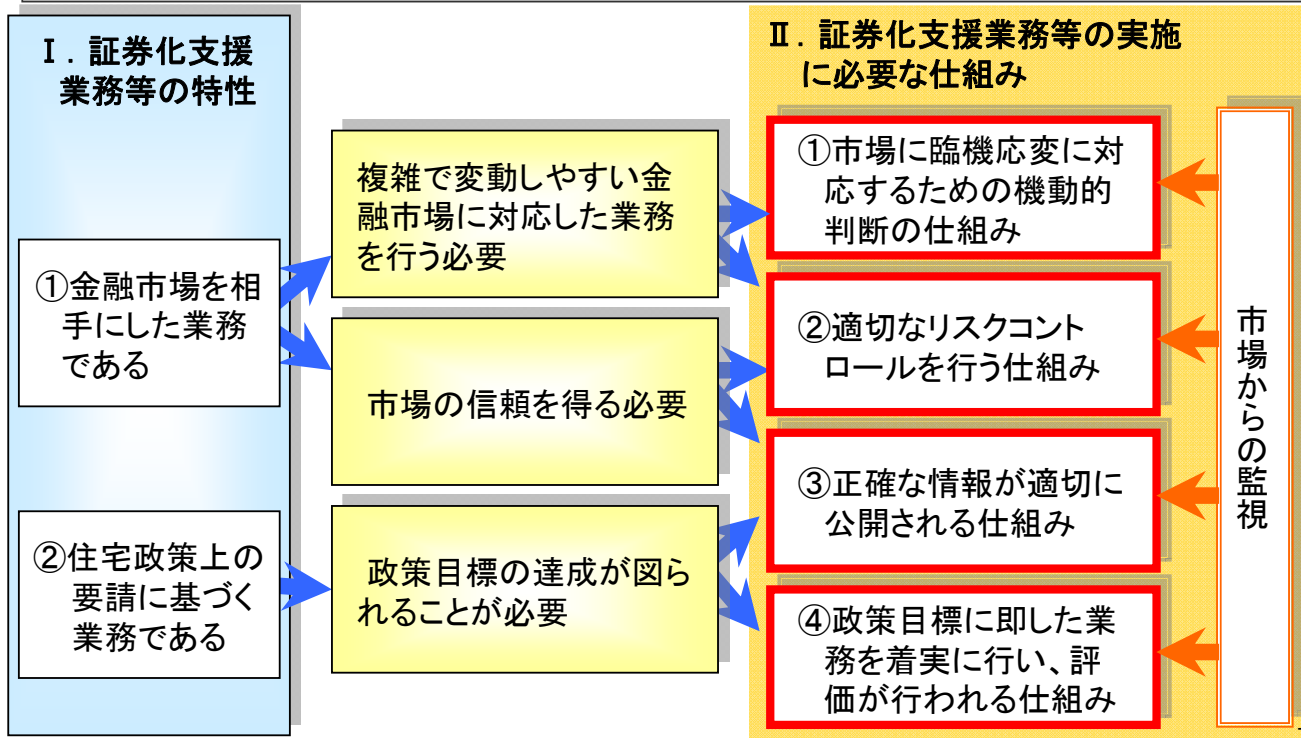 Ⅰ．証券化支援
業務等の特性
①金融市場を相
手にした業務
である
②住宅政策上の
要請に基づく
業務である
複雑で変動しやすい金
融市場に対応した業務
を行う必要
市場の信頼を得る必要
政策目標の達成が図ら
れることが必要
Ⅱ．証券化支援業務等の実施
に必要な仕組み
①市場に臨機応変に対
応するための機動的
判断の仕組み
②適切なリスクコント
ロールを行う仕組み
③正確な情報が適切に
公開される仕組み
④政策目標に即した業
務を着実に行い、評
価が行われる仕組み
市場からの監視